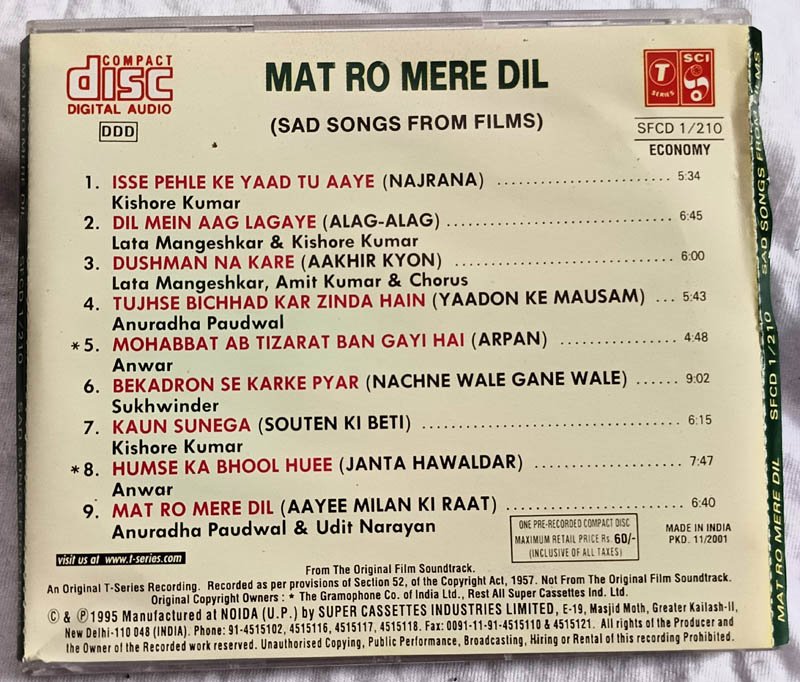 COMPACT
disc
DIGITAL AUDIO
DDD
MAT RO MERE DIL
(SAD SONGS FROM FILMS)
T SERIES
SCI
SFCD 1/210
ECONOMY
1. ISSE PEHLE KE YAAD TU AAYE (NAJRANA) .................... 5:34
Kishore Kumar
2. DIL MEIN AAG LAGAYE (ALAG-ALAG) .............................. 6:45
Lata Mangeshkar & Kishore Kumar
3. DUSHMAN NA KARE (AAKHIR KYON) .............................. 6:00
Lata Mangeshkar, Amit Kumar & Chorus
4. TUJHSE BICHHAD KAR ZINDA HAIN (YAADON KE MAUSAM) ... 5:43
Anuradha Paudwal
*5. MOHABBAT AB TIZARAT BAN GAYI HAI (ARPAN) ............... 4:48
Anwar
6. BEKADRON SE KARKE PYAR (NACHNE WALE GANE WALE) ...... 9:02
Sukhwinder
7. KAUN SUNEGA (SOUTEN KI BETI) .................................. 6:15
Kishore Kumar
*8. HUMSE KA BHOOL HUEE (JANTA HAWALDAR) ................... 7:47
Anwar
9. MAT RO MERE DIL (AAYEE MILAN KI RAAT) ........................ 6:40
Anuradha Paudwal & Udit Narayan
ONE PRE-RECORDED COMPACT DISC
MAXIMUM RETAIL PRICE Rs. 60/-
(INCLUSIVE OF ALL TAXES)
MADE IN INDIA
PKD. 11/2001
visit us at www.t-series.com
From The Original Film Soundtrack.
An Original T-Series Recording. Recorded as per provisions of Section 52, of the Copyright Act, 1957. Not From The Original Film Soundtrack.
Original Copyright Owners : * The Gramophone Co. of India Ltd., Rest All Super Cassettes Ind. Ltd.
© & ℗ 1995 Manufactured at NOIDA (U.P.) by SUPER CASSETTES INDUSTRIES LIMITED, E-19, Masjid Moth, Greater Kailash-II,
New Delhi-110 048 (INDIA). Phone: 91-4515102, 4515116, 4515117, 4515118. Fax: 0091-11-91-4515110 & 4515121. All rights of the Producer and
the Owner of the Recorded work Reserved. Unauthorised Copying, Public Performance, Broadcasting, Hiring or Rental of this recording Prohibited.
MAT RO MERE DIL SFCD 1/210 SAD SONGS FROM FILMS
MAT RO MERE DIL SFCD 1/210 SAD SONGS